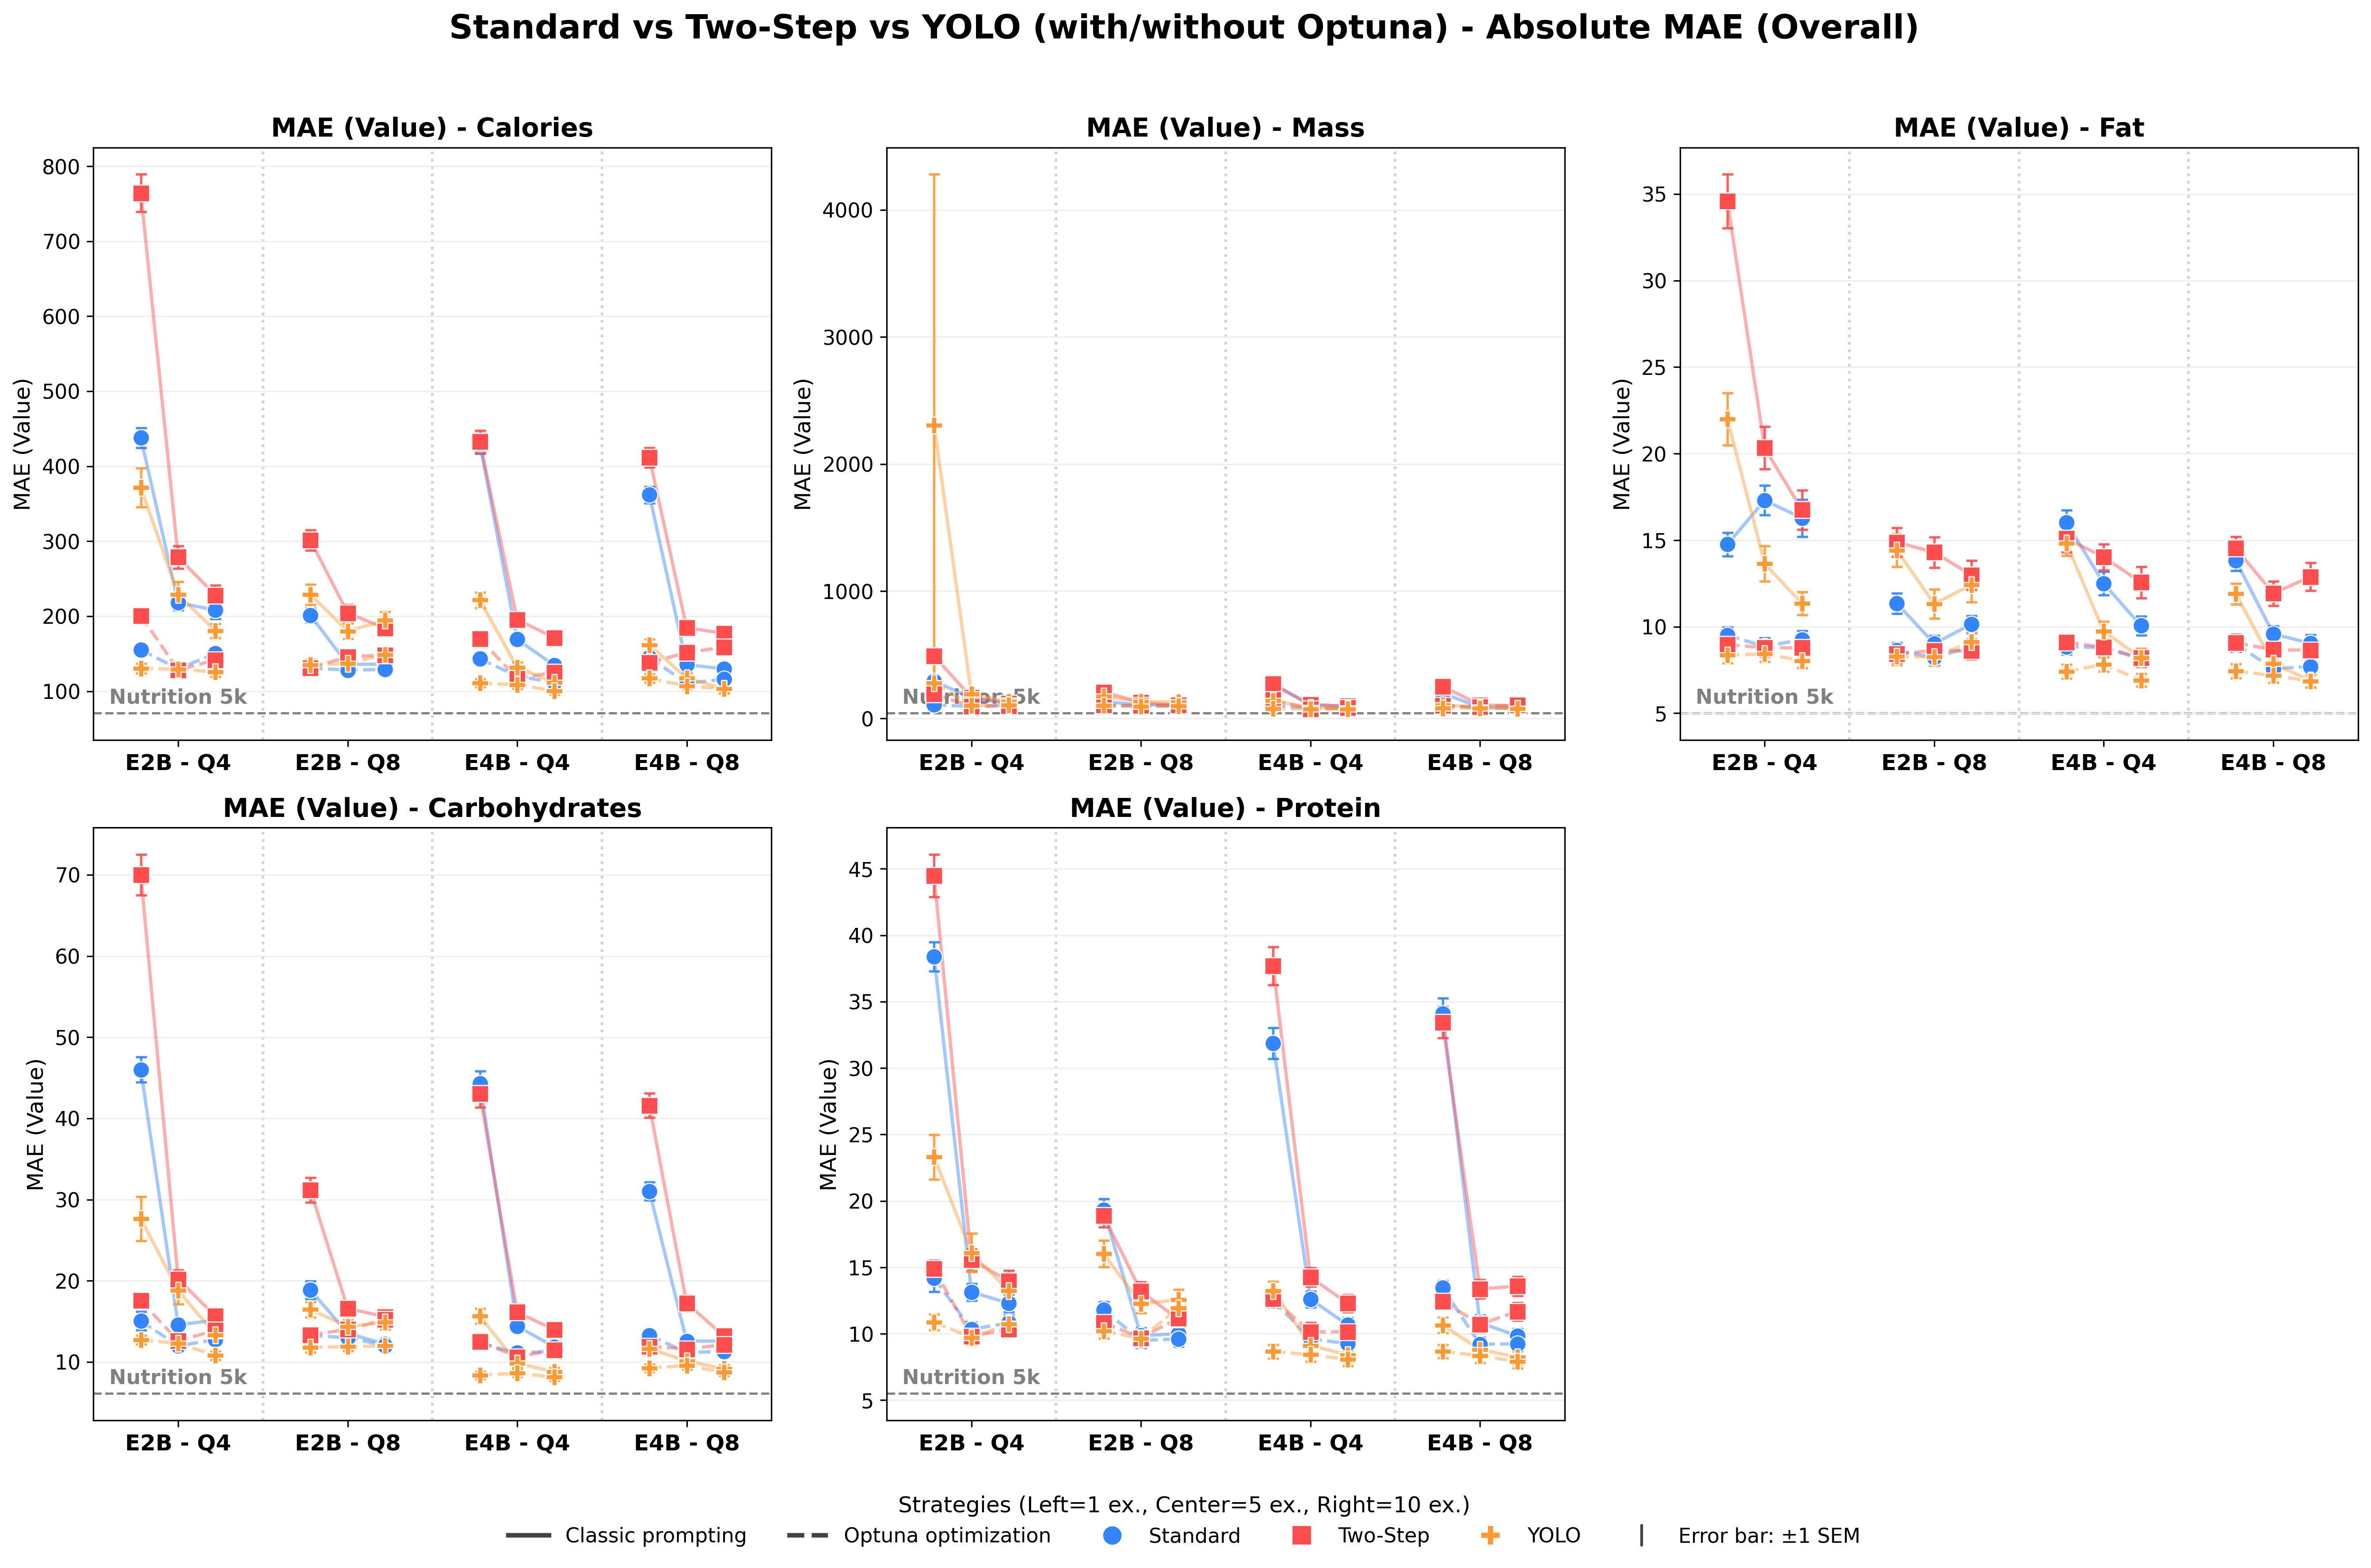 Standard vs Two-Step vs YOLO (with/without Optuna) - Absolute MAE (Overall)
MAE (Value) - Calories
MAE (Value)
800
700
600
500
400
300
200
100
Nutrition 5k
E2B - Q4
E2B - Q8
E4B - Q4
E4B - Q8
MAE (Value) - Mass
MAE (Value)
4000
3000
2000
1000
0
Nutrition 5k
E2B - Q4
E2B - Q8
E4B - Q4
E4B - Q8
MAE (Value) - Fat
MAE (Value)
35
30
25
20
15
10
5
Nutrition 5k
E2B - Q4
E2B - Q8
E4B - Q4
E4B - Q8
MAE (Value) - Carbohydrates
MAE (Value)
70
60
50
40
30
20
10
Nutrition 5k
E2B - Q4
E2B - Q8
E4B - Q4
E4B - Q8
MAE (Value) - Protein
MAE (Value)
45
40
35
30
25
20
15
10
5
Nutrition 5k
E2B - Q4
E2B - Q8
E4B - Q4
E4B - Q8
Strategies (Left=1 ex., Center=5 ex., Right=10 ex.)
Classic prompting
Optuna optimization
Standard
Two-Step
YOLO
Error bar: ±1 SEM